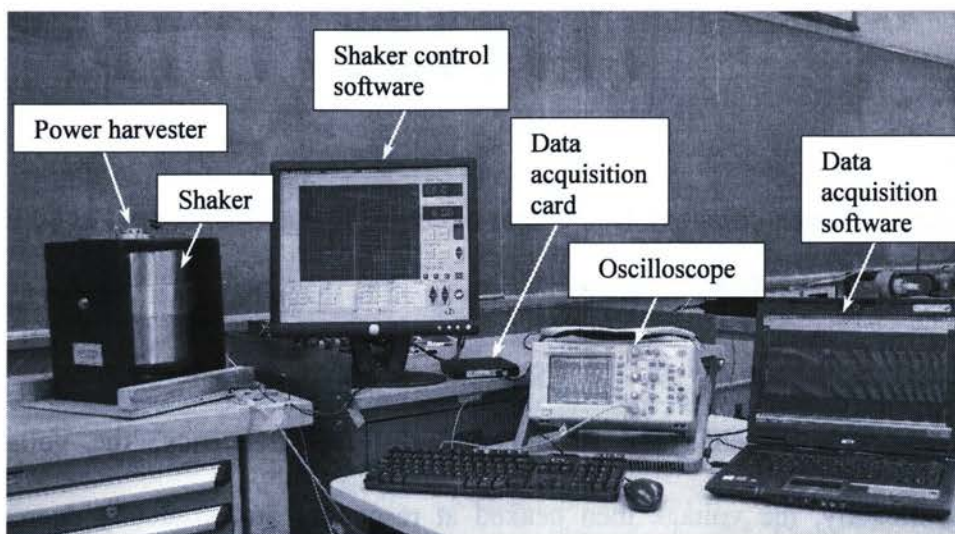 Shaker control
software
Power harvester
Data
acquisition
card
Data
acquisition
software
Shaker
Oscilloscope